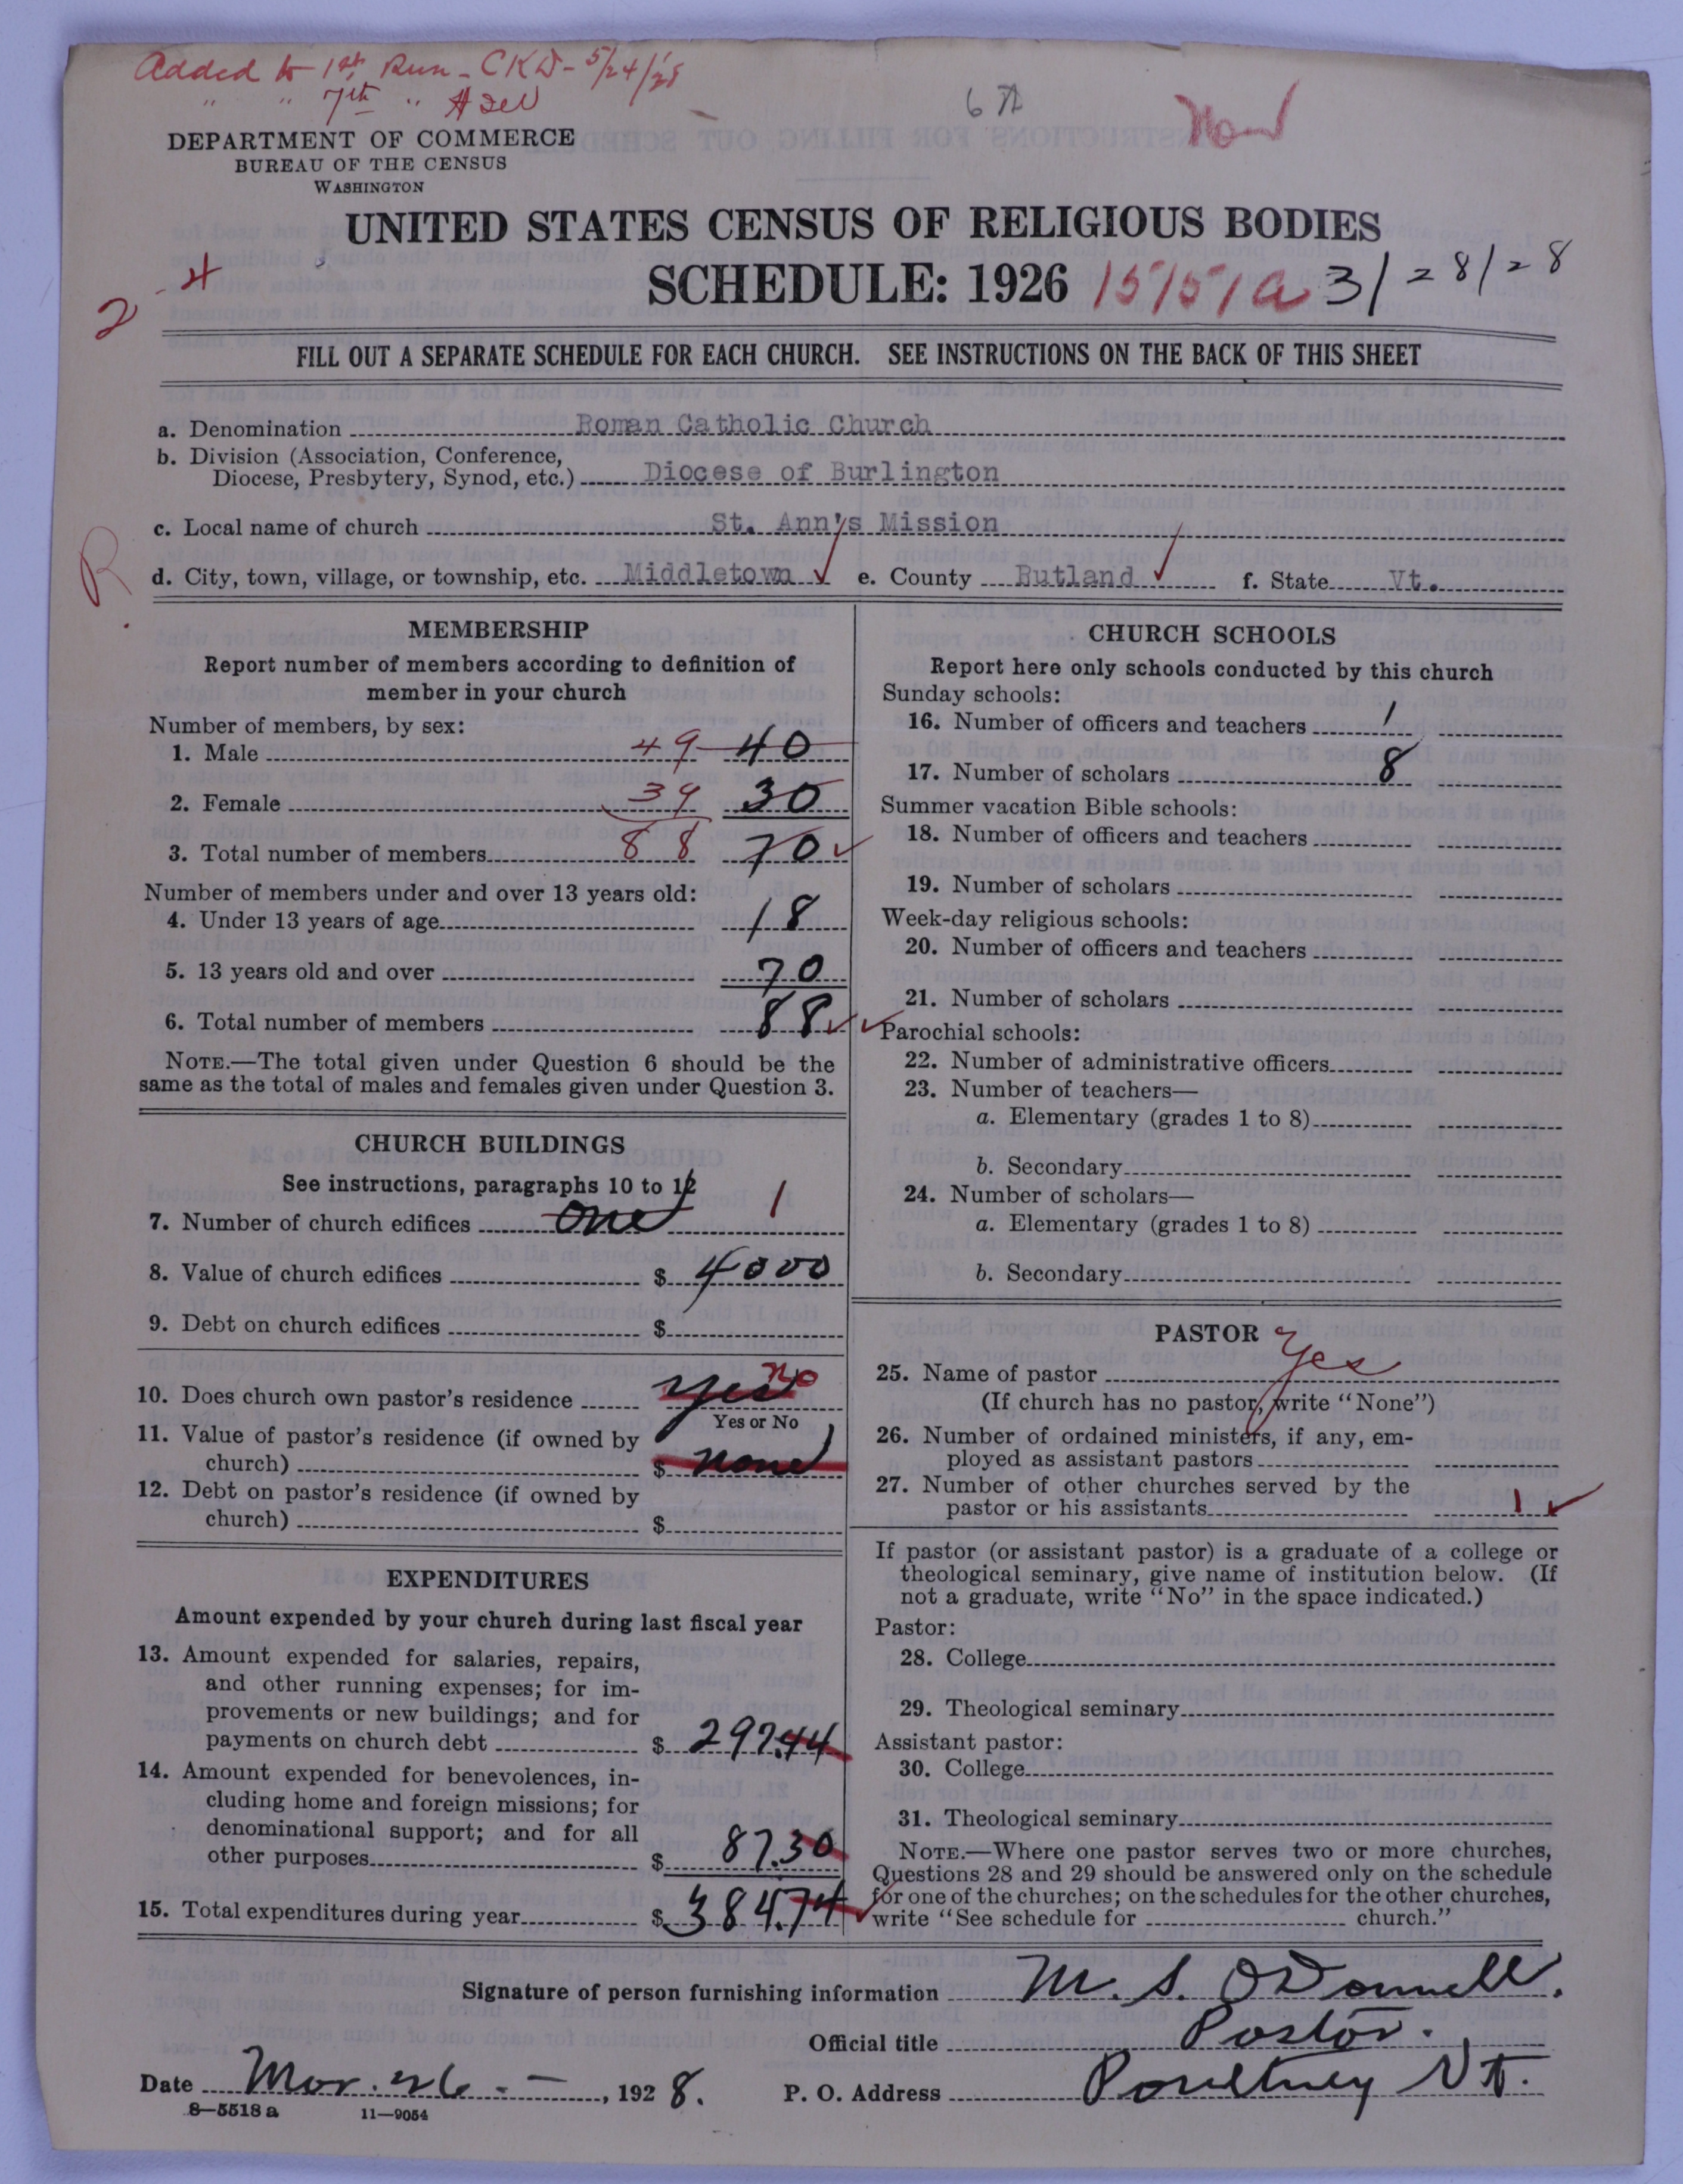 Added to 1st Run - CKD - 5/24/28
" " 7th "
DEPARTMENT OF COMMERCE
BUREAU OF THE CENSUS
WASHINGTON
UNITED STATES CENSUS OF RELIGIOUS BODIES
SCHEDULE: 1926 15151a 3/28/28
2 4
FILL OUT A SEPARATE SCHEDULE FOR EACH CHURCH. SEE INSTRUCTIONS ON THE BACK OF THIS SHEET
a. Denomination Roman Catholic Church
b. Division (Association, Conference,
Diocese, Presbytery, Synod, etc.) Diocese of Burlington
c. Local name of church St. Ann's Mission
R
d. City, town, village, or township, etc. Middletown e. County Rutland f. State Vt.
MEMBERSHIP
Report number of members according to definition of
member in your church
Number of members, by sex:
1. Male 49 40
2. Female 39 30
3. Total number of members 88 70
Number of members under and over 13 years old:
4. Under 13 years of age 18
5. 13 years old and over 70
6. Total number of members 88
NOTE.—The total given under Question 6 should be the
same as the total of males and females given under Question 3.
CHURCH BUILDINGS
See instructions, paragraphs 10 to 12
7. Number of church edifices One 1
8. Value of church edifices $ 4000
9. Debt on church edifices $
10. Does church own pastor's residence yes no
Yes or No
11. Value of pastor's residence (if owned by
church) $ none
12. Debt on pastor's residence (if owned by
church) $
EXPENDITURES
Amount expended by your church during last fiscal year
13. Amount expended for salaries, repairs,
and other running expenses; for im-
provements or new buildings; and for
payments on church debt $ 297.44
14. Amount expended for benevolences, in-
cluding home and foreign missions; for
denominational support; and for all
other purposes $ 87.30
15. Total expenditures during year $ 384.74
CHURCH SCHOOLS
Report here only schools conducted by this church
Sunday schools:
16. Number of officers and teachers 1
17. Number of scholars 8
Summer vacation Bible schools:
18. Number of officers and teachers
19. Number of scholars
Week-day religious schools:
20. Number of officers and teachers
21. Number of scholars
Parochial schools:
22. Number of administrative officers
23. Number of teachers—
a. Elementary (grades 1 to 8)
b. Secondary
24. Number of scholars—
a. Elementary (grades 1 to 8)
b. Secondary
PASTOR
25. Name of pastor Yes
(If church has no pastor, write "None")
26. Number of ordained ministers, if any, em-
ployed as assistant pastors
27. Number of other churches served by the
pastor or his assistants 1
If pastor (or assistant pastor) is a graduate of a college or
theological seminary, give name of institution below. (If
not a graduate, write "No" in the space indicated.)
Pastor:
28. College
29. Theological seminary
Assistant pastor:
30. College
31. Theological seminary
NOTE.—Where one pastor serves two or more churches,
Questions 28 and 29 should be answered only on the schedule
for one of the churches; on the schedules for the other churches,
write "See schedule for church."
Signature of person furnishing information M. S. O'Donnell.
Official title Pastor.
Date Mar. 26 , 1928. P. O. Address Poultney Vt.
8—5518a 11—9054